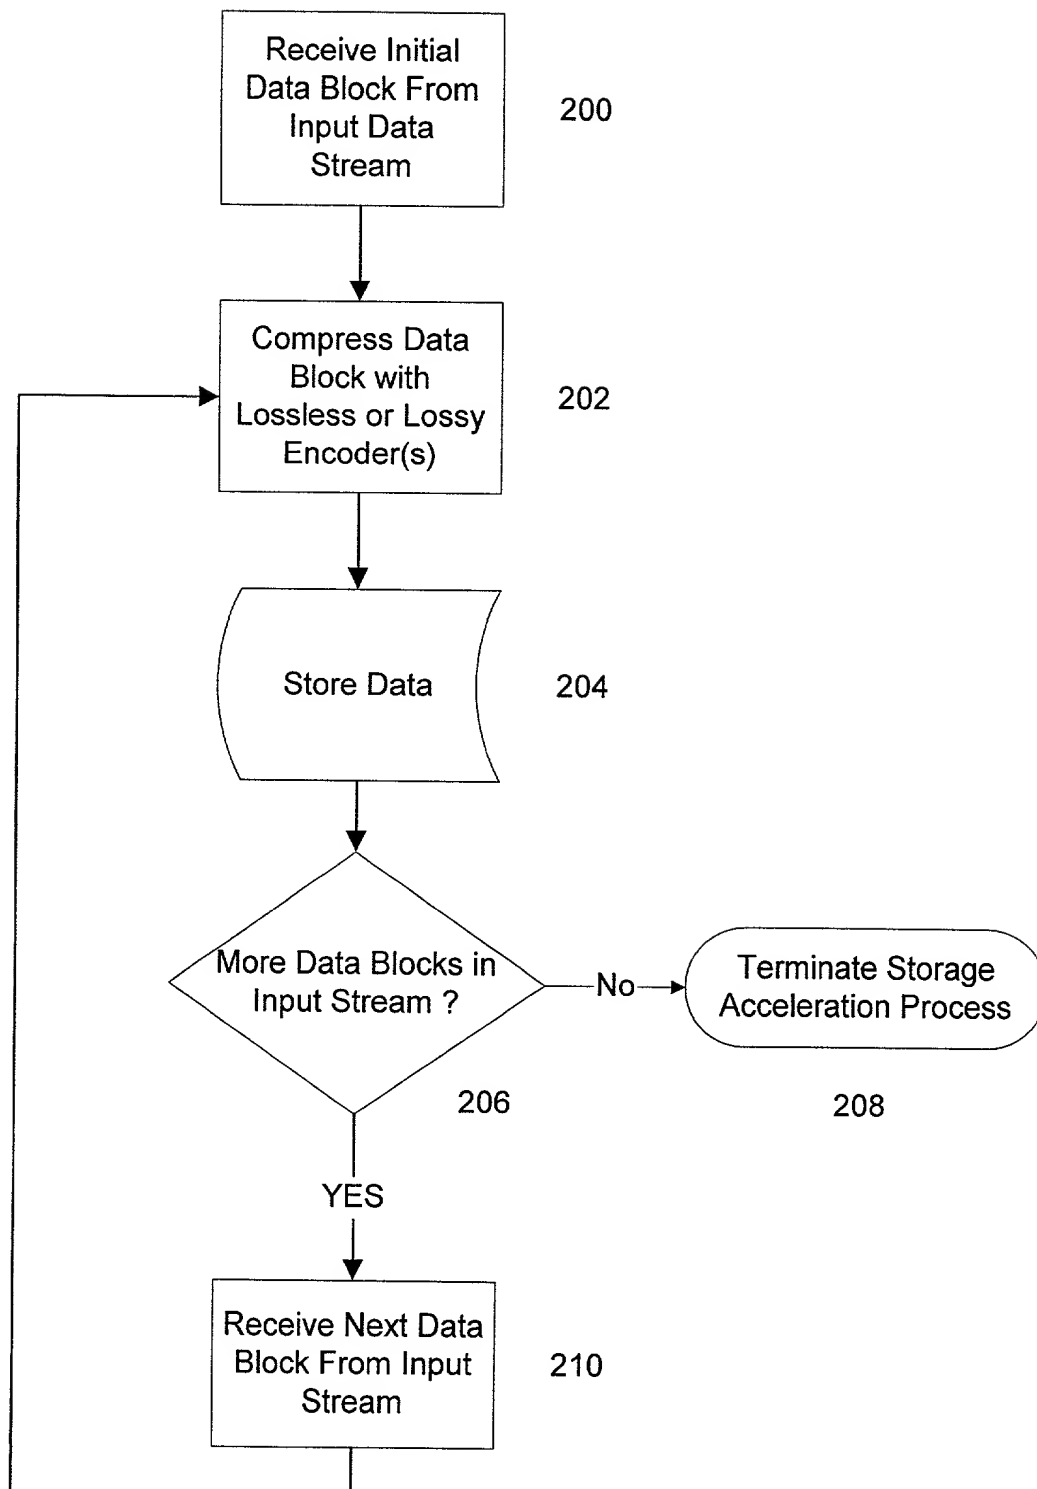 Receive Initial
Data Block From
Input Data
Stream
200
Compress Data
Block with
Lossless or Lossy
Encoder(s)
202
Store Data
204
More Data Blocks in
Input Stream ?
206
No
Terminate Storage
Acceleration Process
208
YES
Receive Next Data
Block From Input
Stream
210